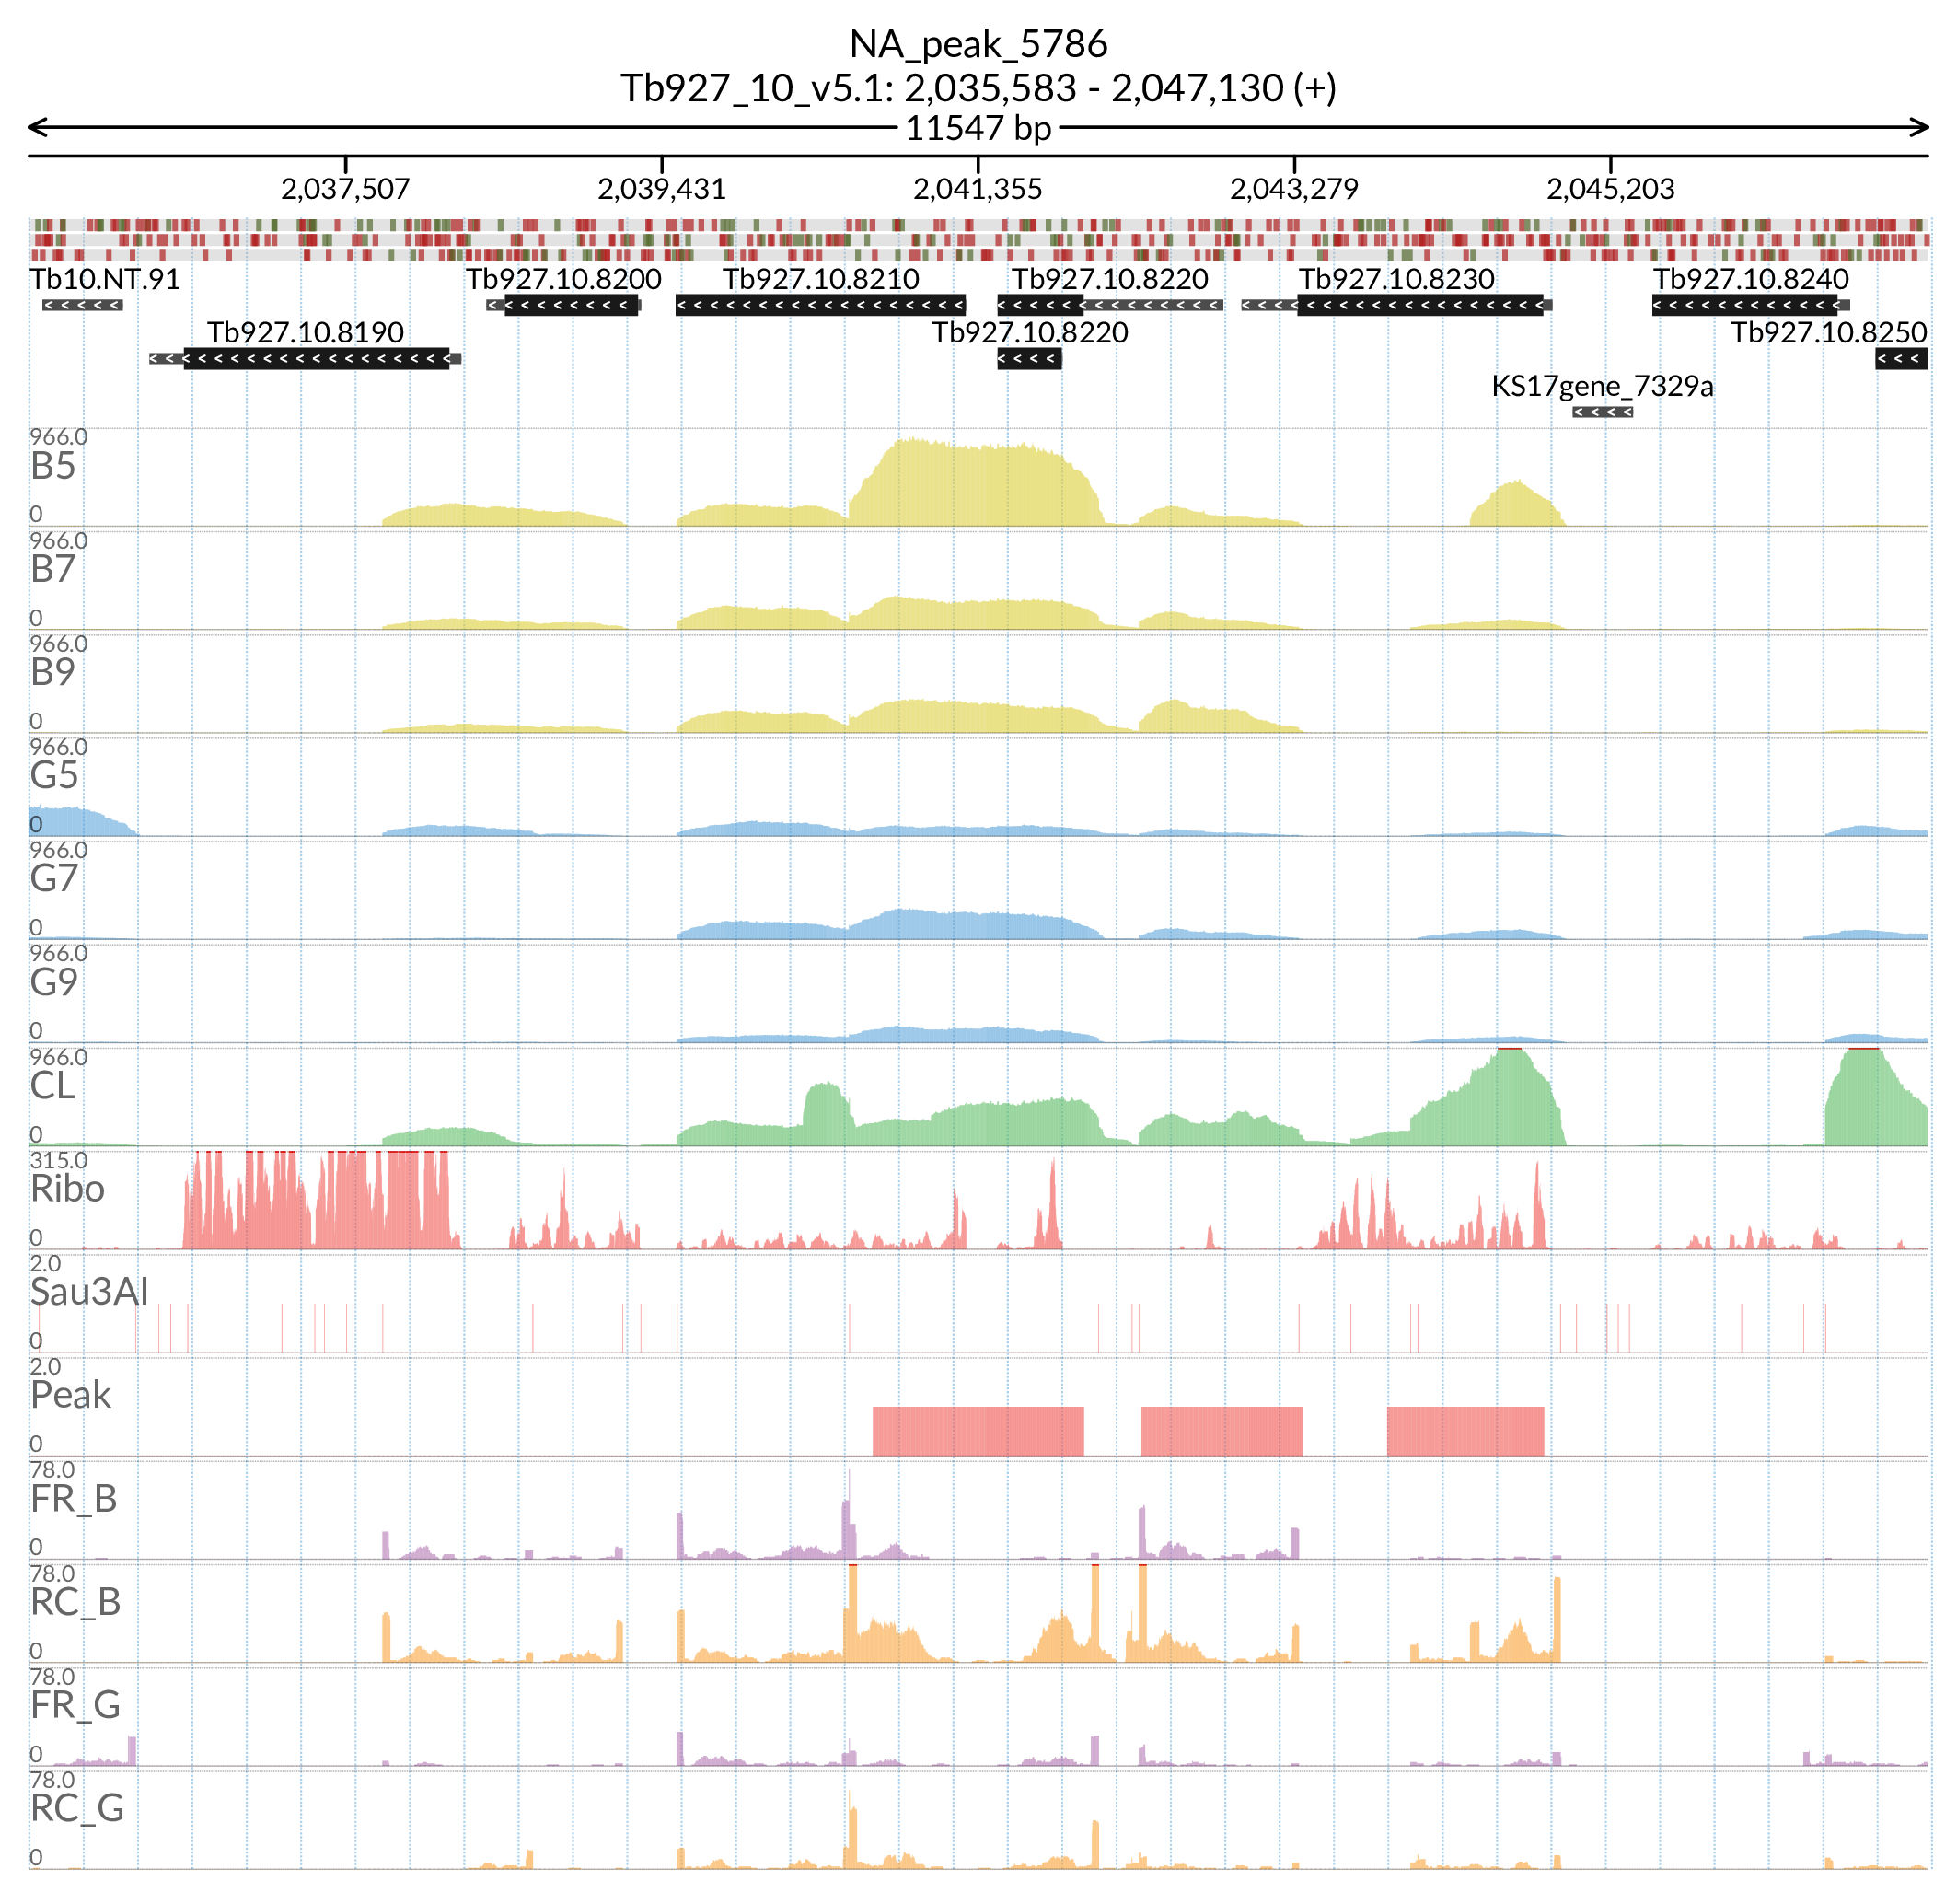 NA_peak_5786
Tb927_10_v5.1: 2,035,583 - 2,047,130 (+)
11547 bp
2,037,507 2,039,431 2,041,355 2,043,279 2,045,203
Tb10.NT.91 Tb927.10.8200 Tb927.10.8210 Tb927.10.8220 Tb927.10.8230 Tb927.10.8240
Tb927.10.8190 Tb927.10.8220 Tb927.10.8250
KS17gene_7329a
966.0
B5
0
966.0
B7
0
966.0
B9
0
966.0
G5
0
966.0
G7
0
966.0
G9
0
966.0
CL
0
315.0
Ribo
0
2.0
Sau3AI
0
2.0
Peak
0
78.0
FR_B
0
78.0
RC_B
0
78.0
FR_G
0
78.0
RC_G
0